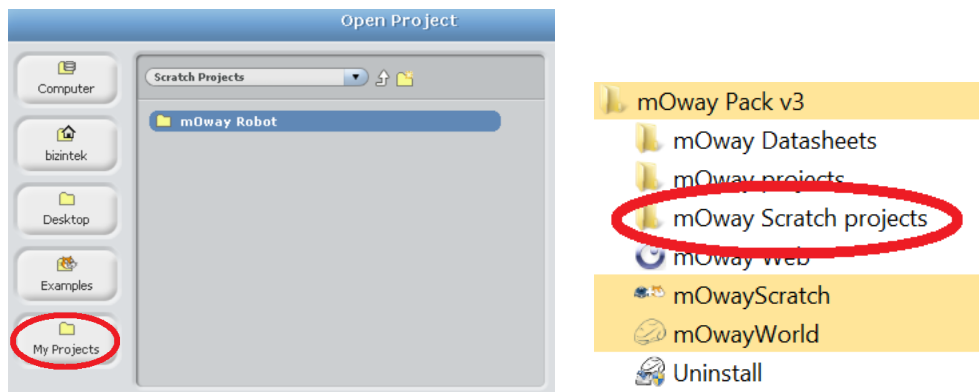 Open Project
Computer
bizintek
Desktop
Examples
My Projects
Scratch Projects
mOway Robot
mOway Pack v3
mOway Datasheets
mOway projects
mOway Scratch projects
mOway Web
mOwayScratch
mOwayWorld
Uninstall